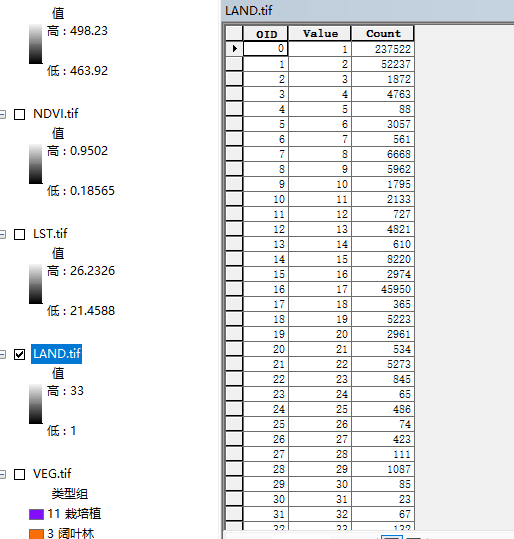 值
高 : 498.23
低 : 463.92
NDVI.tif
值
高 : 0.9502
低 : 0.18565
LST.tif
值
高 : 26.2326
低 : 21.4588
LAND.tif
值
高 : 33
低 : 1
VEG.tif
类型组
11 栽培植
3 阔叶林
LAND.tif
OID Value Count
0 1 237522
1 2 52237
2 3 1872
3 4 4763
4 5 88
5 6 3057
6 7 561
7 8 6668
8 9 5962
9 10 1795
10 11 2133
11 12 727
12 13 4821
13 14 610
14 15 8220
15 16 2974
16 17 45950
17 18 365
18 19 5223
19 20 2961
20 21 534
21 22 5273
22 23 845
23 24 65
24 25 486
25 26 74
26 27 423
27 28 111
28 29 1087
29 30 85
30 31 23
31 32 67
32 33 132